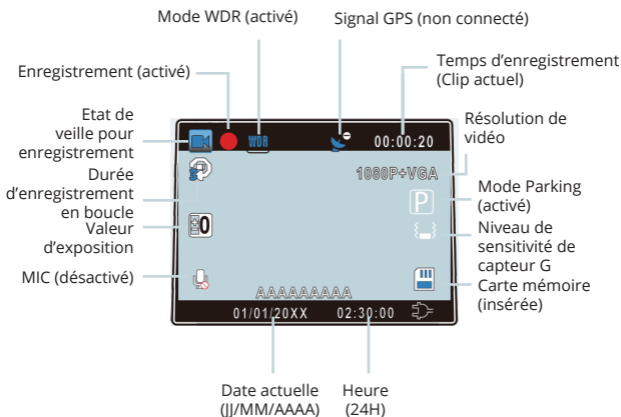 Mode WDR (activé)
Signal GPS (non connecté)
Enregistrement (activé)
Temps d’enregistrement
(Clip actuel)
Etat de
veille pour
enregistrement
Résolution de
vidéo
Durée
d’enregistrement
en boucle
Mode Parking
(activé)
Valeur
d’exposition
Niveau de
sensitivité de
capteur G
MIC (désactivé)
Carte mémoire
(insérée)
WDR
00:00:20
1080P+VGA
P
0
AAAAAAAAA
01/01/20XX
02:30:00
Date actuelle
(JJ/MM/AAAA)
Heure
(24H)